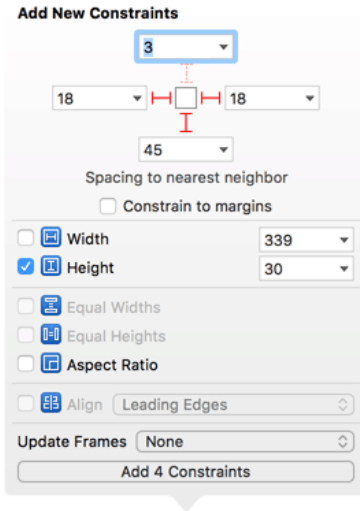 Add New Constraints
3
18 18
45
Spacing to nearest neighbor
Constrain to margins
Width 339
Height 30
Equal Widths
Equal Heights
Aspect Ratio
Align Leading Edges
Update Frames None
Add 4 Constraints